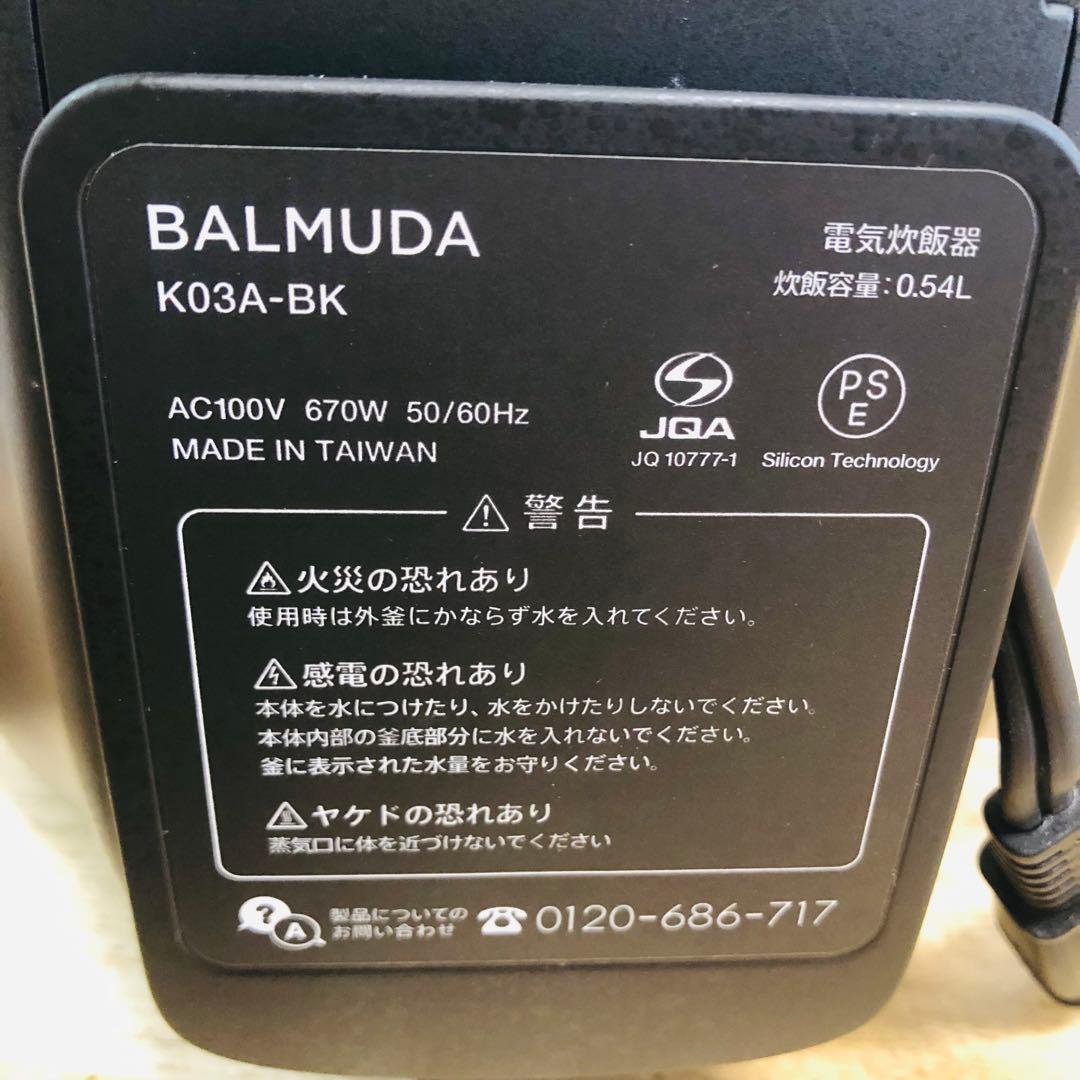 BALMUDA
電気炊飯器
K03A-BK
炊飯容量:0.54L
AC100V 670W 50/60Hz
MADE IN TAIWAN
JQA
JQ 10777-1
PS
E
Silicon Technology
警告
火災の恐れあり
使用時は外釜にかならず水を入れてください。
感電の恐れあり
本体を水につけたり、水をかけたりしないでください。
本体内部の釜底部分に水を入れないでください。
釜に表示された水量をお守りください。
ヤケドの恐れあり
蒸気口に体を近づけないでください
? A
製品についての
お問い合わせ
0120-686-717